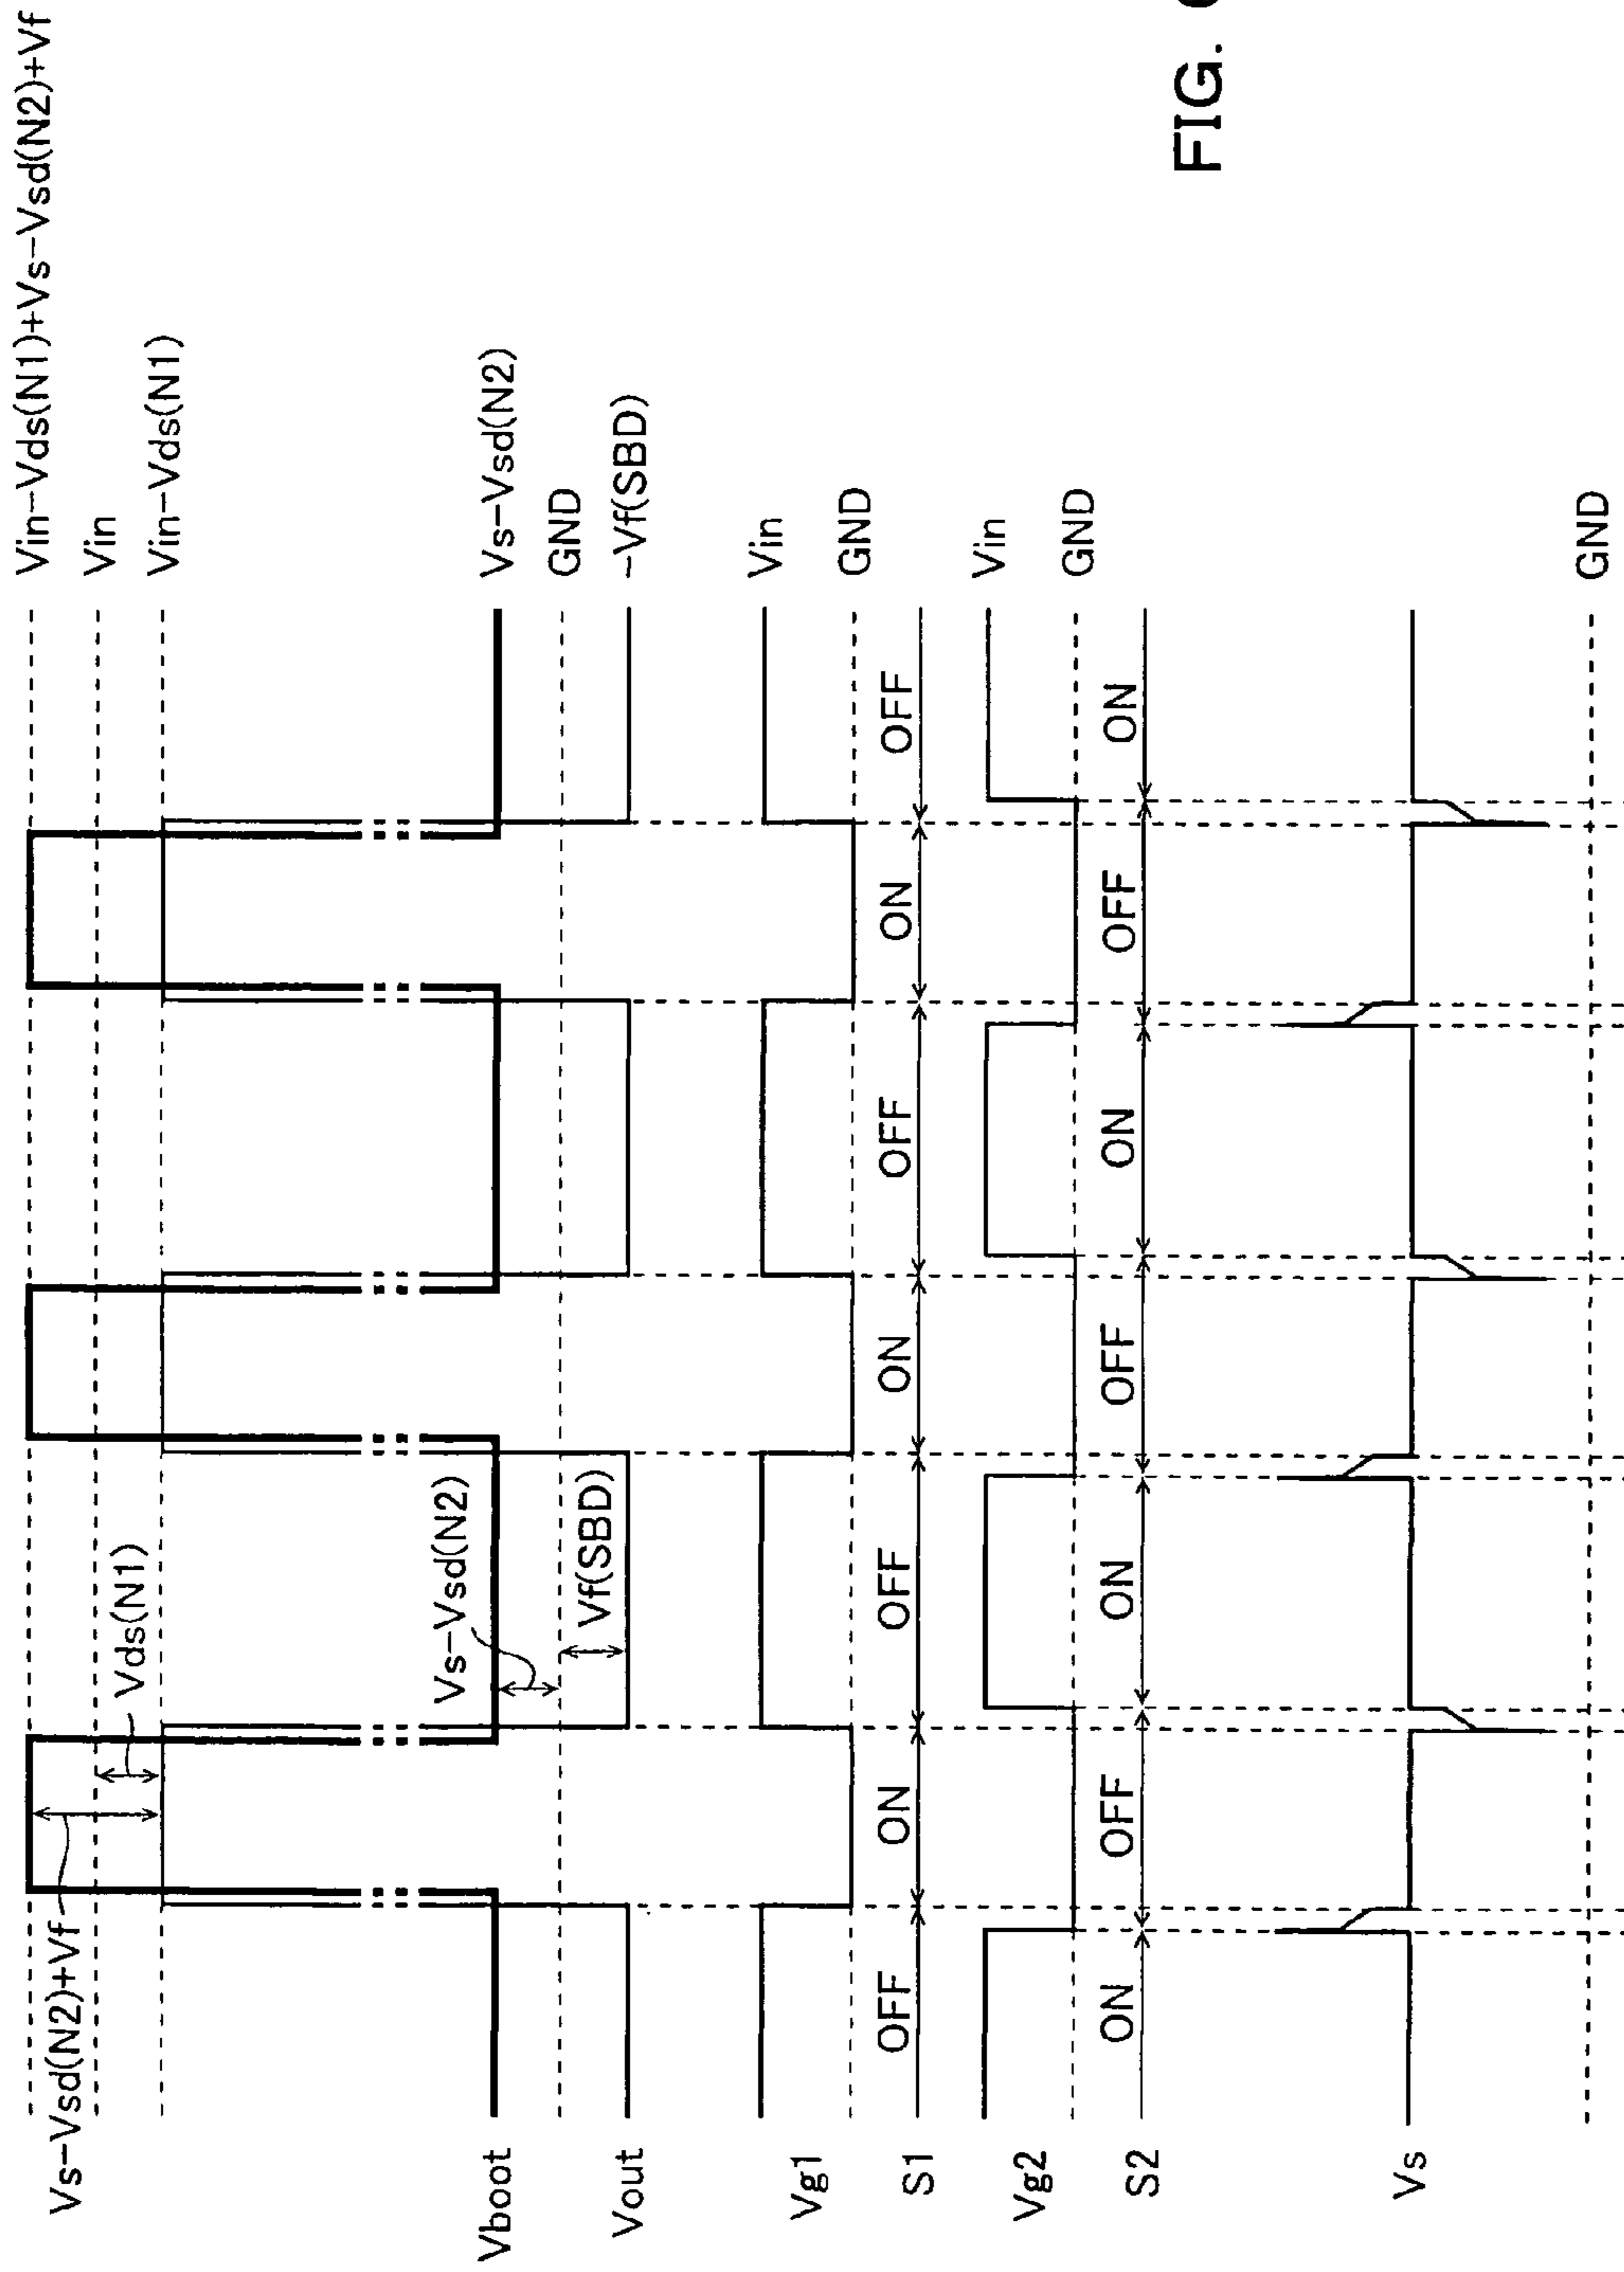 Vin-Vds(N1)+Vs-Vsd(N2)+Vf
Vs-Vsd(N2)+Vf
Vin
Vds(N1)
Vin-Vds(N1)
Vboot
Vs-Vsd(N2)
Vs-Vsd(N2)
GND
Vf(SBD)
Vout
-Vf(SBD)
Vg1
Vin
GND
S1
OFF
ON
OFF
ON
OFF
ON
OFF
Vg2
Vin
GND
S2
ON
OFF
ON
OFF
ON
OFF
ON
Vs
GND
FIG.